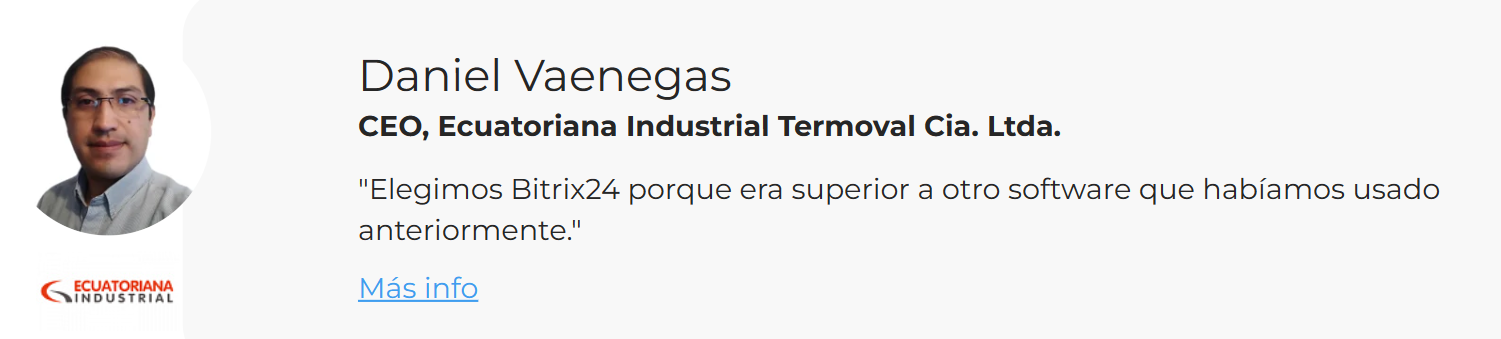 Daniel Vaenegas
CEO, Ecuatoriana Industrial Termoval Cia. Ltda.
"Elegimos Bitrix24 porque era superior a otro software que habíamos usado
anteriormente."
Más info
ECUATORIANA
INDUSTRIAL